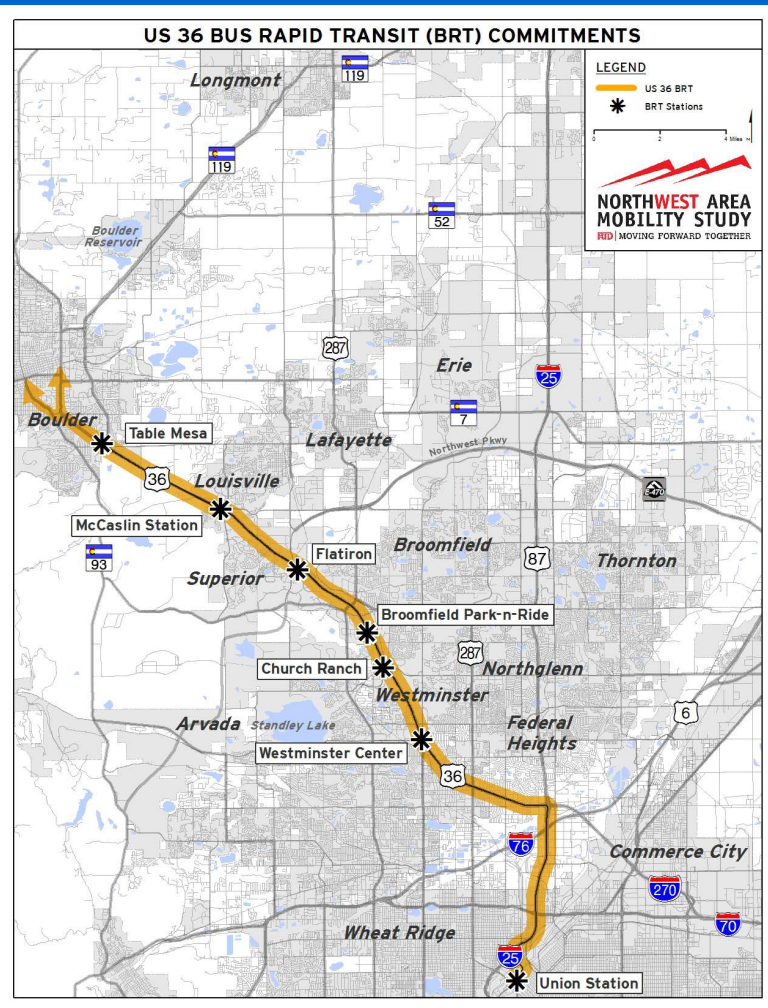 US 36 BUS RAPID TRANSIT (BRT) COMMITMENTS
LEGEND
US 36 BRT
BRT Stations
0 2 4 Miles
N
NORTHWEST AREA
MOBILITY STUDY
RTD | MOVING FORWARD TOGETHER
Longmont
119
119
52
Boulder
Reservoir
287
Erie
25
7
Boulder
Table Mesa
Lafayette
Northwest Pkwy
36
Louisville
E-470
McCaslin Station
93
Flatiron
Broomfield
87
Thornton
Superior
Broomfield Park-n-Ride
Church Ranch
287
Northglenn
Westminster
6
Arvada
Standley Lake
Federal
Heights
Westminster Center
36
76
Commerce City
270
70
Wheat Ridge
25
Union Station